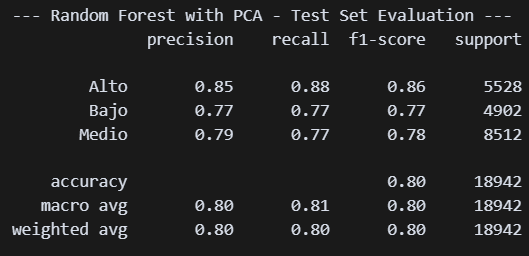 --- Random Forest with PCA - Test Set Evaluation ---
              precision    recall  f1-score   support

        Alto       0.85      0.88      0.86      5528
        Bajo       0.77      0.77      0.77      4902
       Medio       0.79      0.77      0.78      8512

    accuracy                           0.80     18942
   macro avg       0.80      0.81      0.80     18942
weighted avg       0.80      0.80      0.80     18942